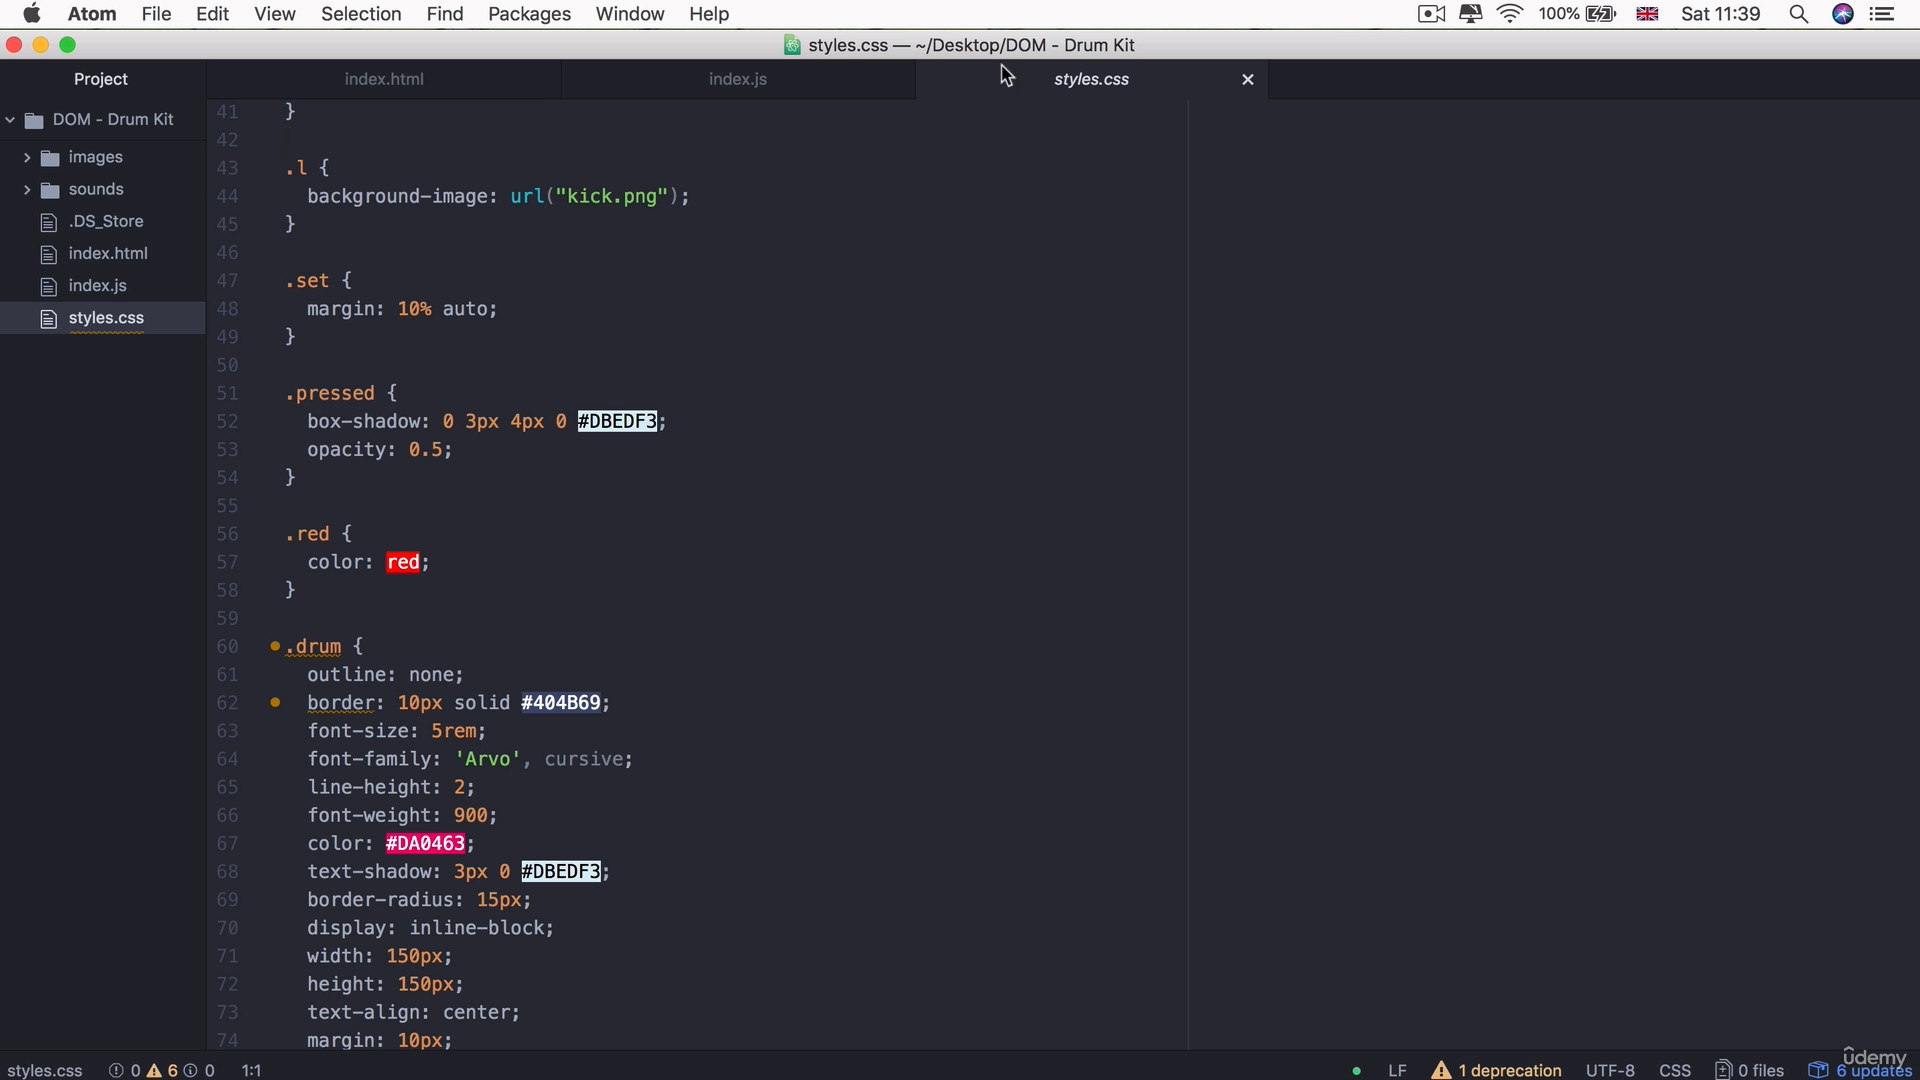 Atom File Edit View Selection Find Packages Window Help 100% Sat 11:39
styles.css — ~/Desktop/DOM - Drum Kit
Project index.html index.js styles.css
DOM - Drum Kit
images
sounds
.DS_Store
index.html
index.js
styles.css
41 }
42
43 .l {
44 background-image: url("kick.png");
45 }
46
47 .set {
48 margin: 10% auto;
49 }
50
51 .pressed {
52 box-shadow: 0 3px 4px 0 #DBEDF3;
53 opacity: 0.5;
54 }
55
56 .red {
57 color: red;
58 }
59
60 .drum {
61 outline: none;
62 border: 10px solid #404B69;
63 font-size: 5rem;
64 font-family: 'Arvo', cursive;
65 line-height: 2;
66 font-weight: 900;
67 color: #DA0463;
68 text-shadow: 3px 0 #DBEDF3;
69 border-radius: 15px;
70 display: inline-block;
71 width: 150px;
72 height: 150px;
73 text-align: center;
74 margin: 10px;
styles.css 0 6 0 1:1 LF 1 deprecation UTF-8 CSS 0 files 6 updates
ûdemy